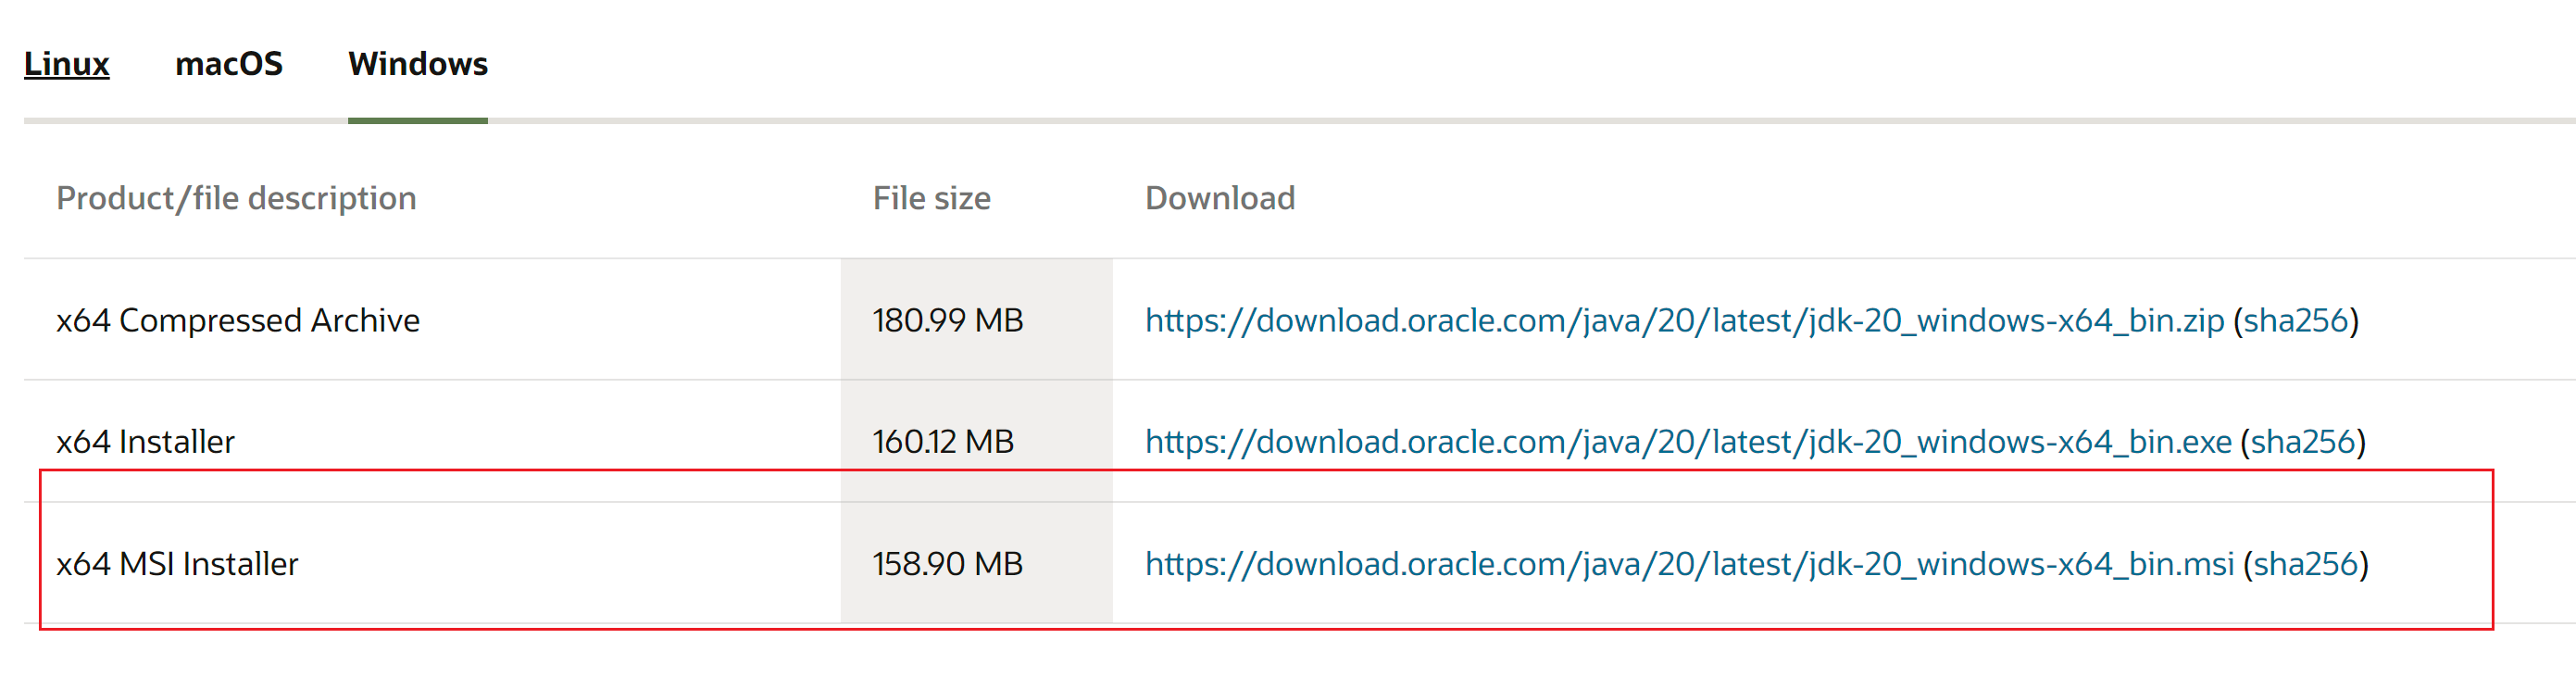 Linux macOS Windows
Product/file description File size Download
x64 Compressed Archive 180.99 MB https://download.oracle.com/java/20/latest/jdk-20_windows-x64_bin.zip (sha256)
x64 Installer 160.12 MB https://download.oracle.com/java/20/latest/jdk-20_windows-x64_bin.exe (sha256)
x64 MSI Installer 158.90 MB https://download.oracle.com/java/20/latest/jdk-20_windows-x64_bin.msi (sha256)